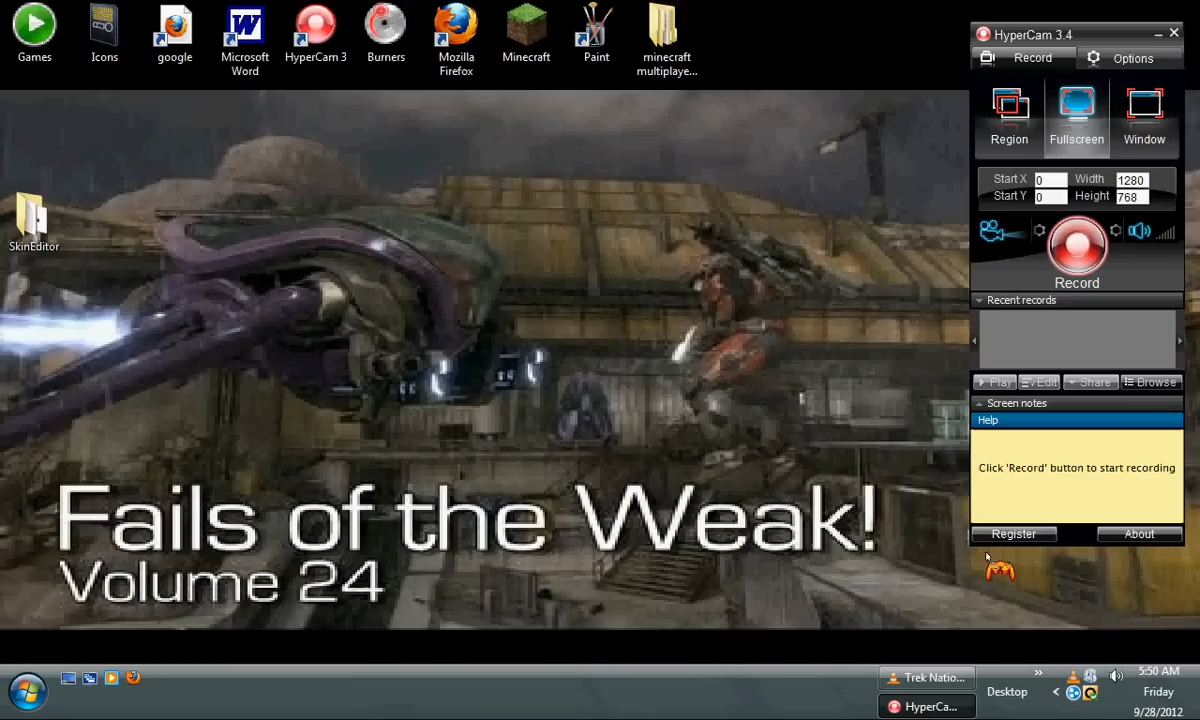 Games
Icons
google
Microsoft
Word
HyperCam 3
Burners
Mozilla
Firefox
Minecraft
Paint
minecraft
multiplaye...
SkinEditor
HyperCam 3.4
Record
Options
Region
Fullscreen
Window
Start X
0
Width
1280
Start Y
0
Height
768
Record
Recent records
Play
Edit
Share
Browse
Screen notes
Help
Click 'Record' button to start recording
Register
About
Fails of the Weak!
Volume 24
Trek Natio...
HyperCa...
»
Desktop
<
5:50 AM
Friday
9/28/2012